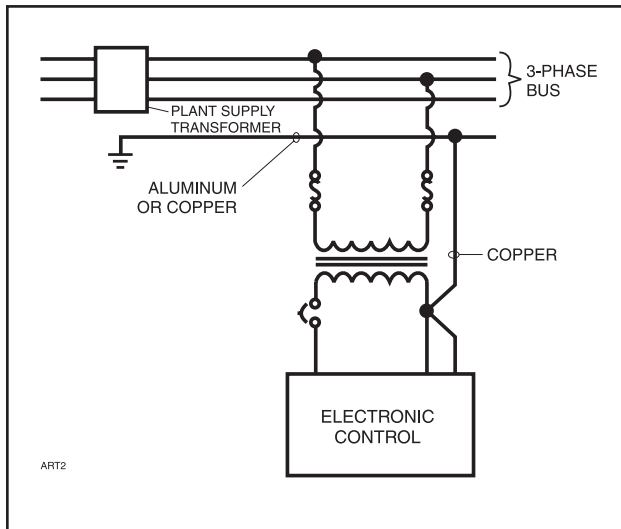 3-PHASE
BUS
PLANT SUPPLY
TRANSFORMER
ALUMINUM
OR COPPER
COPPER
ELECTRONIC
CONTROL
ART2